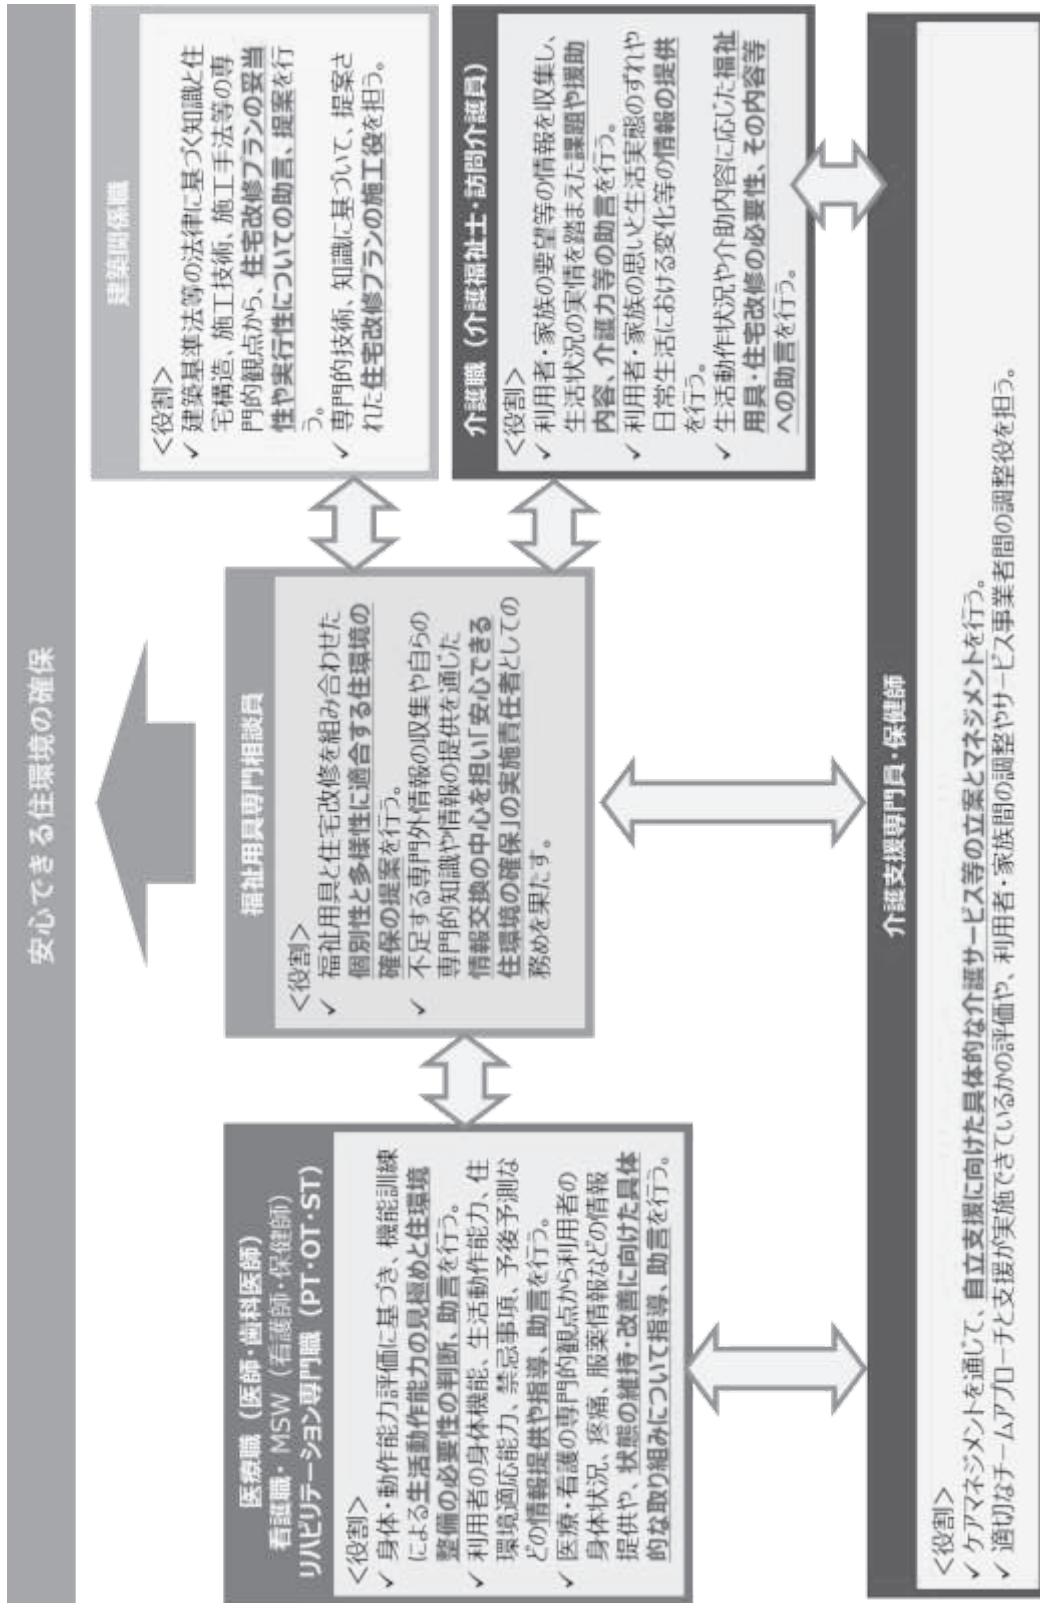 安心できる住環境の確保
医療職（医師・歯科医師）
看護職・MSW（看護師・保健師）
リハビリテーション専門職（PT・OT・ST）
＜役割＞
✓ 身体・動作能力評価に基づき、機能訓練
による生活動作能力の見極めと住環境
整備の必要性の判断、助言を行う。
✓ 利用者の身体機能、生活動作能力、住
環境適応能力、禁忌事項、予後予測な
どの情報提供や指導、助言を行う。
✓ 医療・看護の専門的観点から利用者の
身体状況、疼痛、服薬情報などの情報
提供や、状態の維持・改善に向けた具体
的な取り組みについて指導、助言を行う。
福祉用具専門相談員
＜役割＞
✓ 福祉用具と住宅改修を組み合わせた
個別性と多様性に適合する住環境の
確保の提案を行う。
✓ 不足する専門外情報の収集や自らの
専門的知識や情報の提供を通じた
情報交換の中心を担い「安心できる
住環境の確保」の実施責任者としての
務めを果たす。
建築関係職
＜役割＞
✓ 建築基準法等の法律に基づく知識と住
宅構造、施工技術、施工手法等の専
門的観点から、住宅改修プランの妥当
性や実行性についての助言、提案を行
う。
✓ 専門的技術、知識に基づいて、提案さ
れた住宅改修プランの施工役を担う。
介護職（介護福祉士・訪問介護員）
＜役割＞
✓ 利用者・家族の要望等の情報を収集し、
生活状況の実情を踏まえた課題や援助
内容、介護力等の助言を行う。
✓ 利用者・家族の思いと生活実態のずれや
日常生活における変化等の情報の提供
を行う。
✓ 生活動作状況や介助内容に応じた福祉
用具・住宅改修の必要性、その内容等
への助言を行う。
介護支援専門員・保健師
＜役割＞
✓ ケアマネジメントを通じて、自立支援に向けた具体的な介護サービス等の立案とマネジメントを行う。
✓ 適切なチームアプローチと支援が実施できているかの評価や、利用者・家族間の調整やサービス事業者間の調整役を担う。